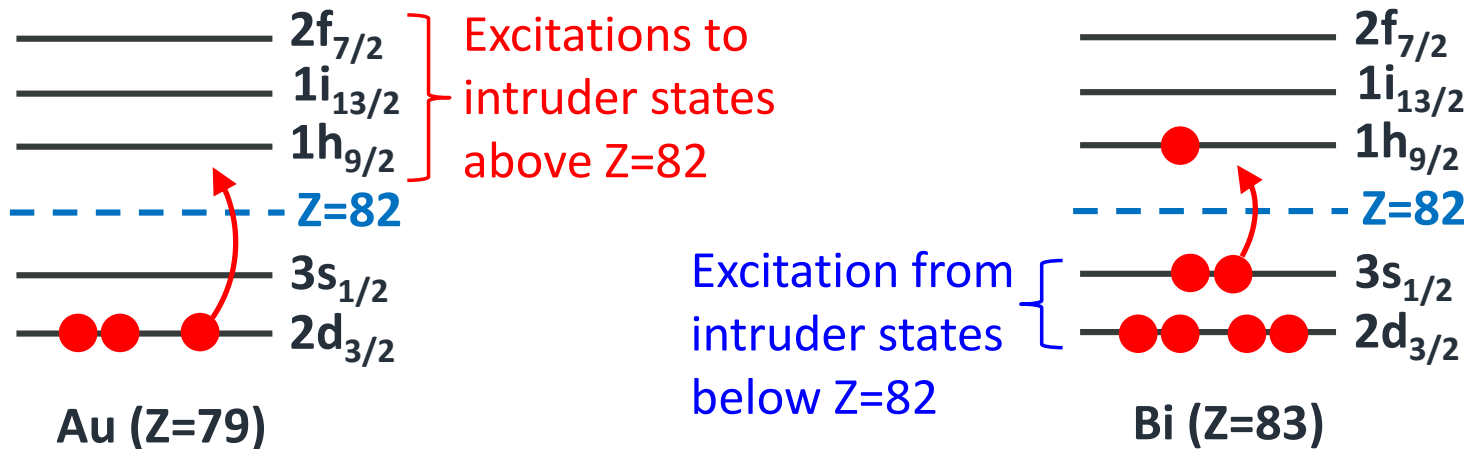 2f7/2
1i13/2
1h9/2
Z=82
3s1/2
2d3/2
Au (Z=79)
Excitations to
intruder states
above Z=82
Excitation from
intruder states
below Z=82
2f7/2
1i13/2
1h9/2
Z=82
3s1/2
2d3/2
Bi (Z=83)